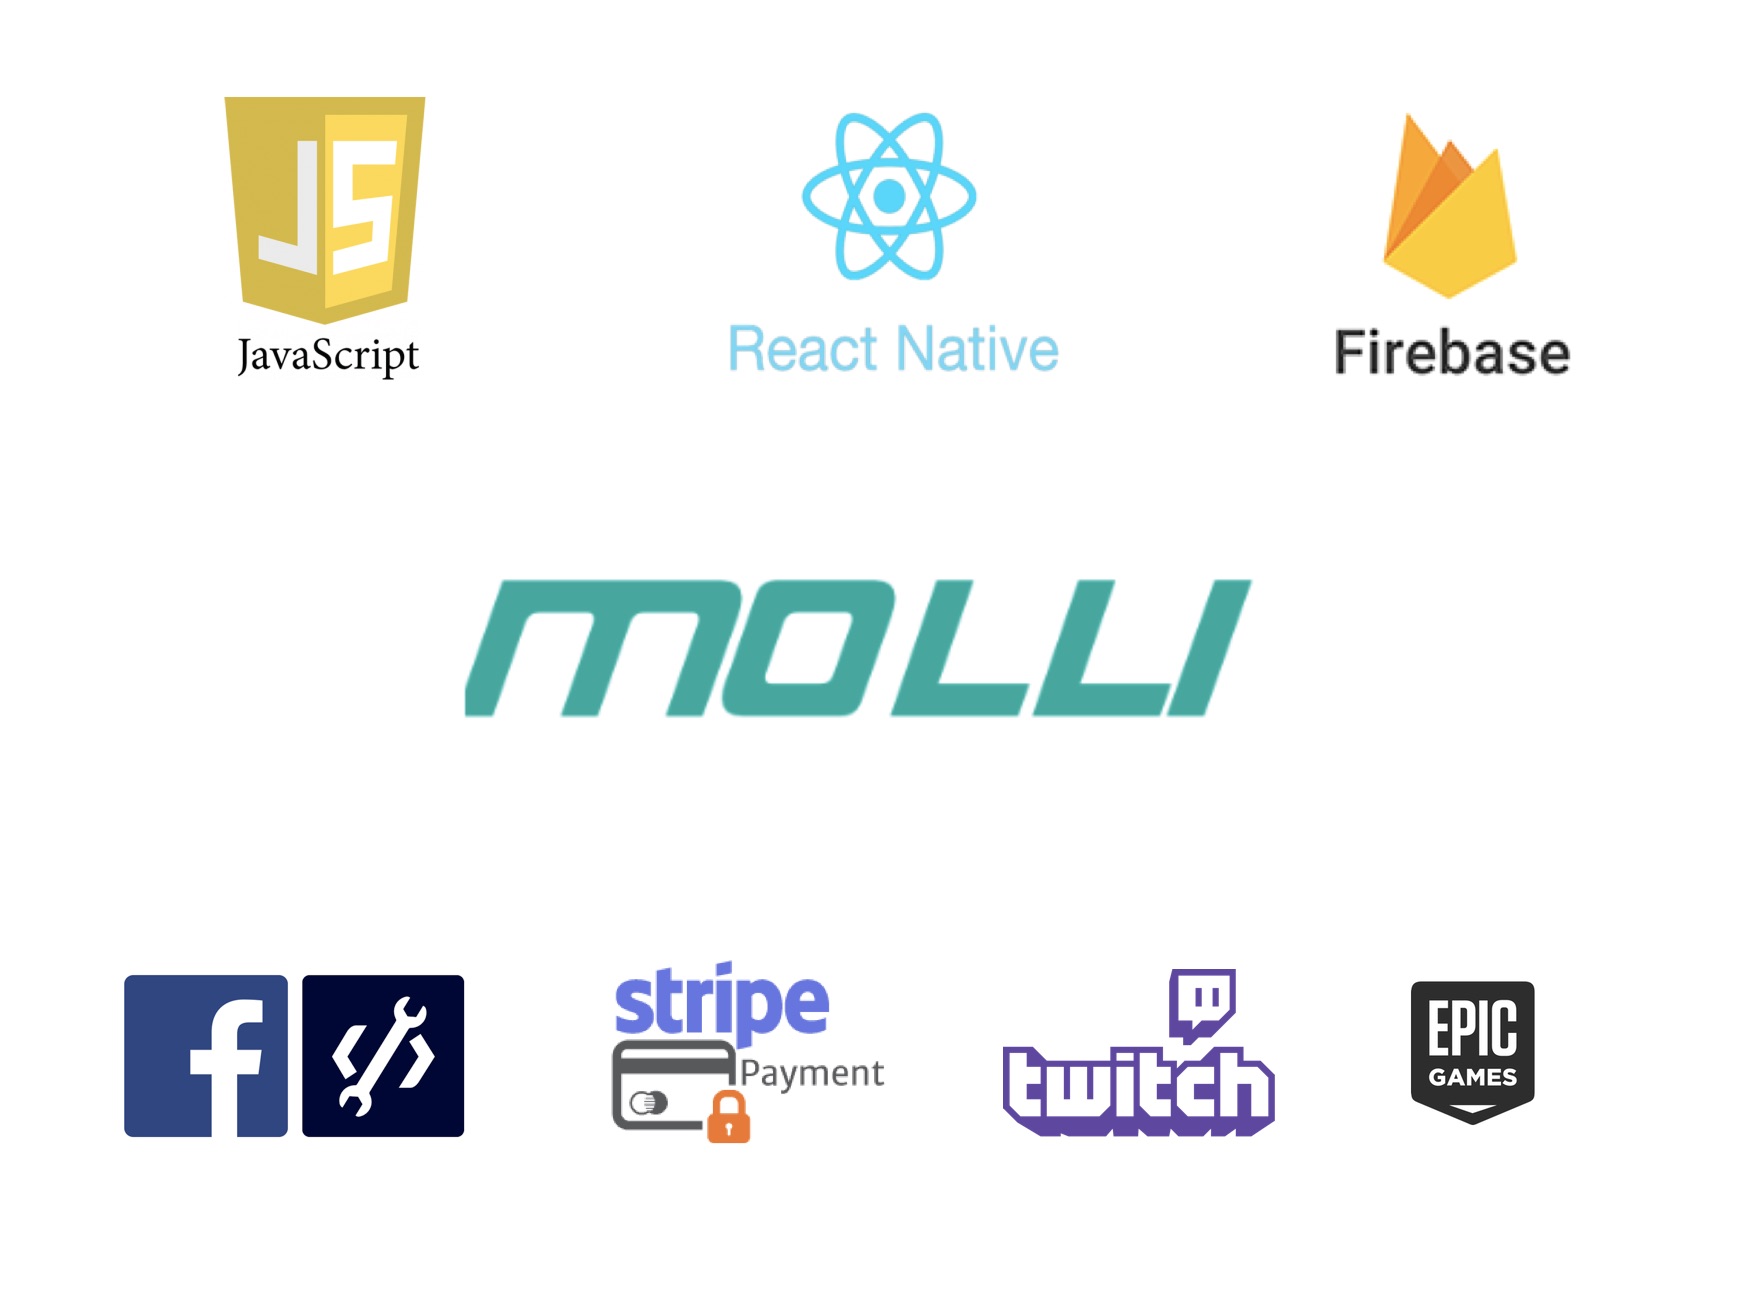 JS
JavaScript
React Native
Firebase
MOLLI
f
stripe
Payment
twitch
EPIC
GAMES